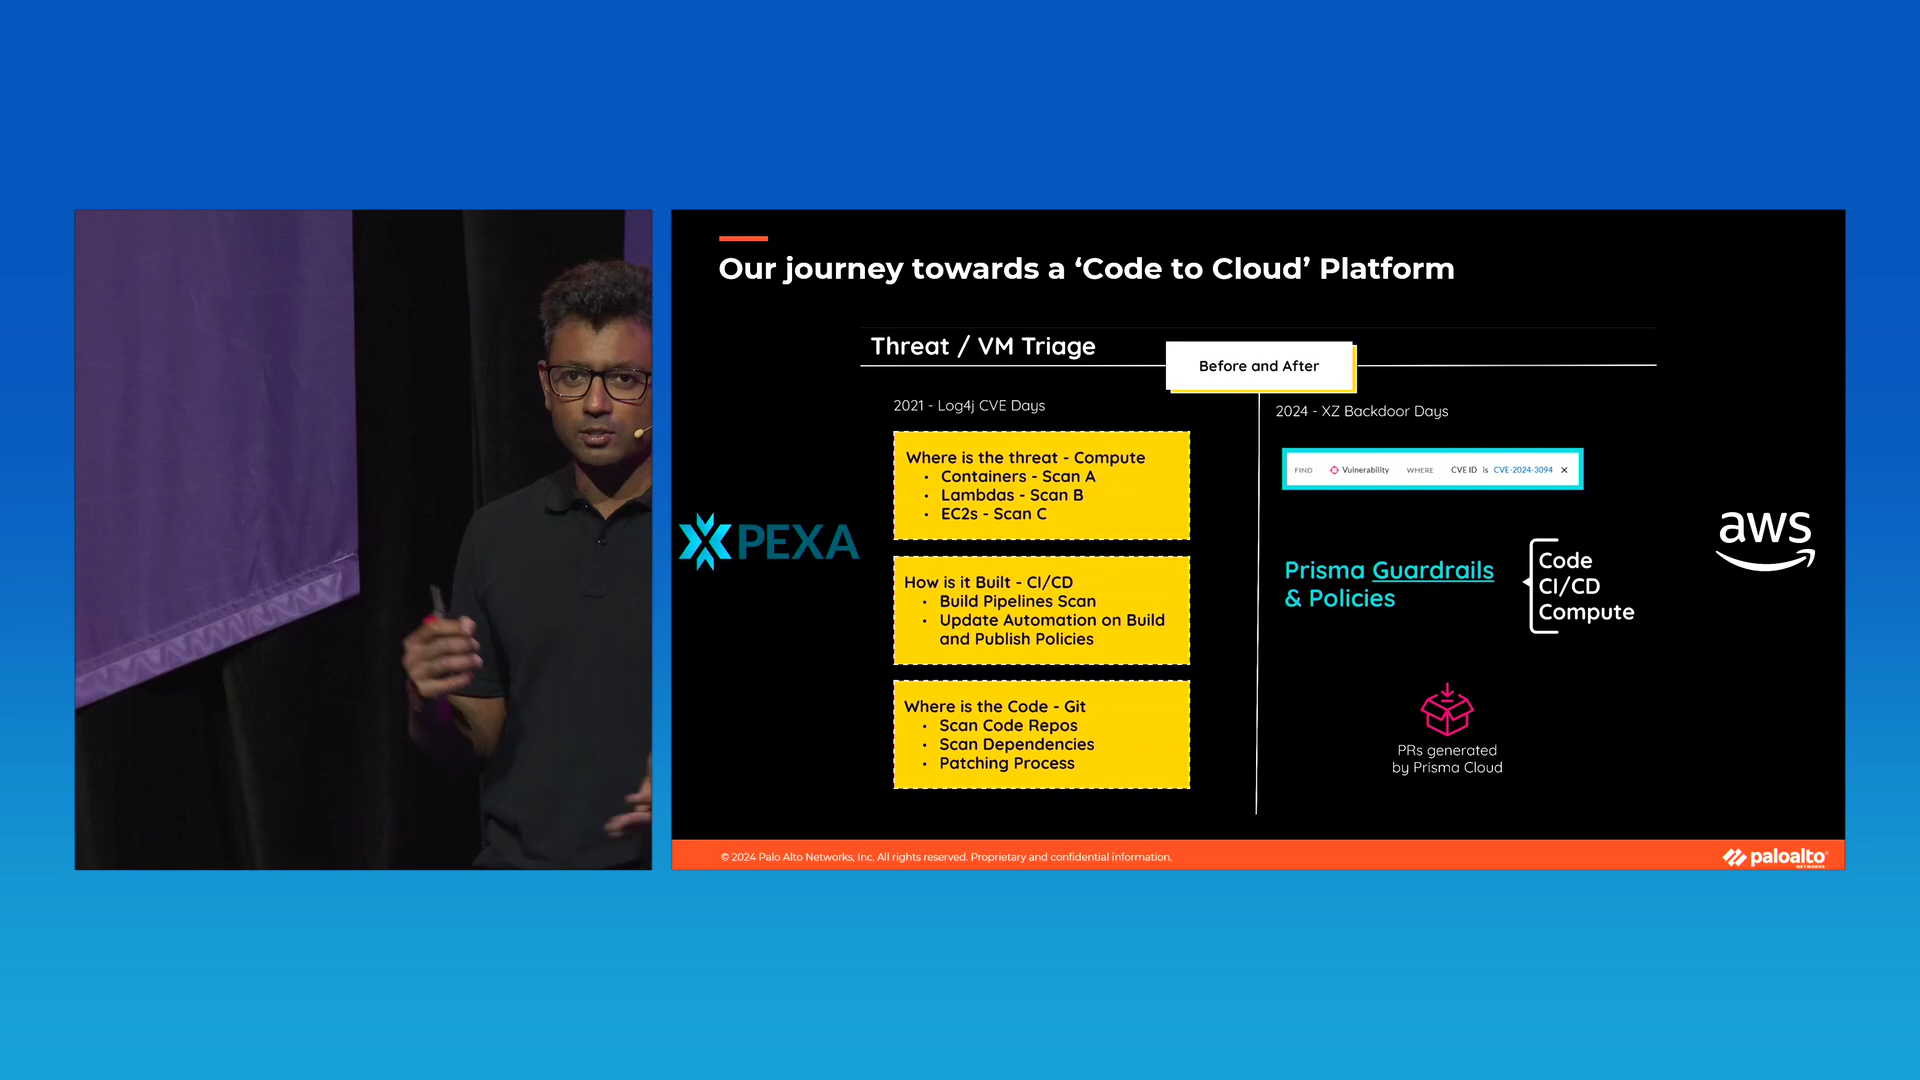 Our journey towards a ‘Code to Cloud’ Platform
Threat / VM Triage
Before and After
2021 - Log4j CVE Days
Where is the threat - Compute
• Containers - Scan A
• Lambdas - Scan B
• EC2s - Scan C
How is it Built - CI/CD
• Build Pipelines Scan
• Update Automation on Build
and Publish Policies
Where is the Code - Git
• Scan Code Repos
• Scan Dependencies
• Patching Process
PEXA
2024 - XZ Backdoor Days
FIND Vulnerability WHERE CVE ID is CVE-2024-3094 ✕
Prisma Guardrails
& Policies
Code
CI/CD
Compute
PRs generated
by Prisma Cloud
aws
© 2024 Palo Alto Networks, Inc. All rights reserved. Proprietary and confidential information.
paloalto
NETWORKS